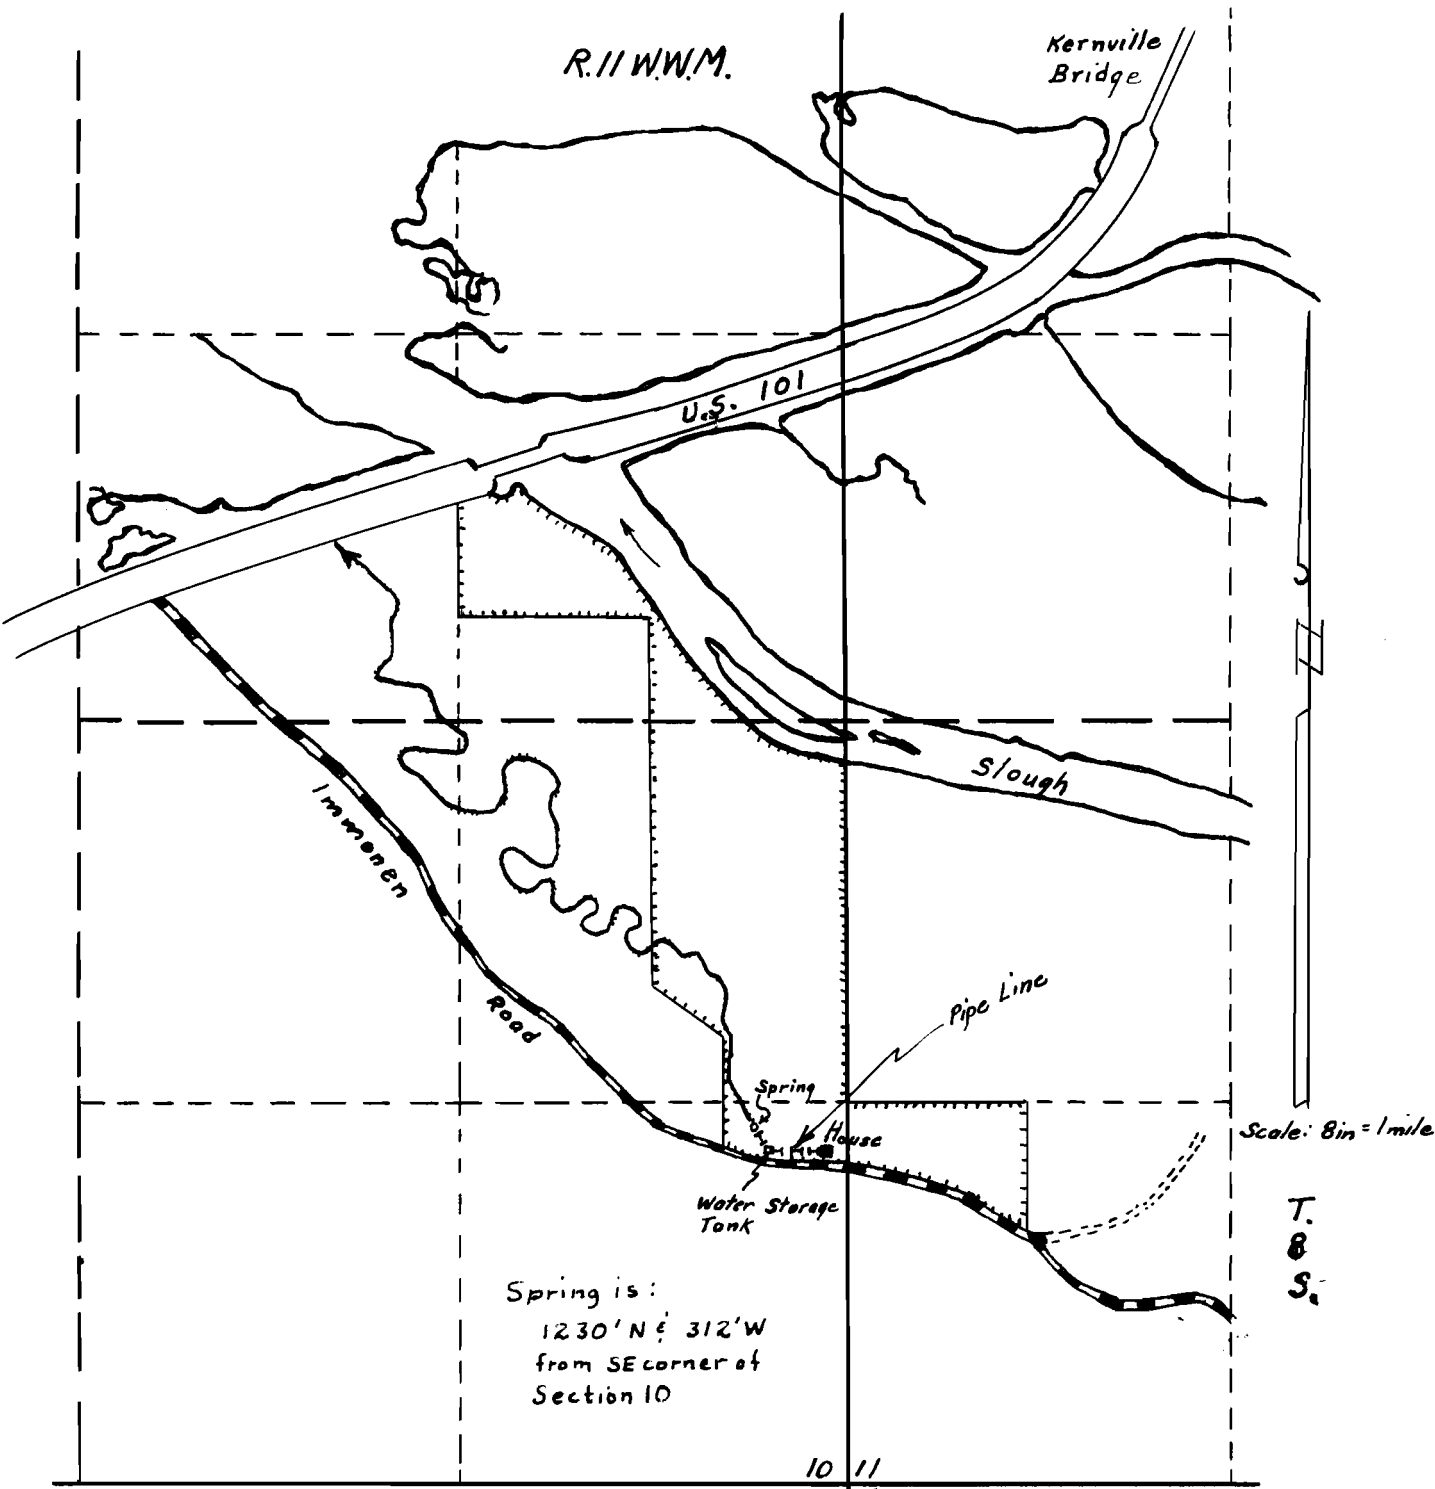 R.11 W.W.M.
Kernville
Bridge
U.S. 101
Slough
Immonen
Road
Pipe Line
Spring
House
Water Storage
Tank
N
Scale: 8in = 1mile
T.
8
S.
Spring is:
1230' N & 312' W
from SE corner of
Section 10
10 11